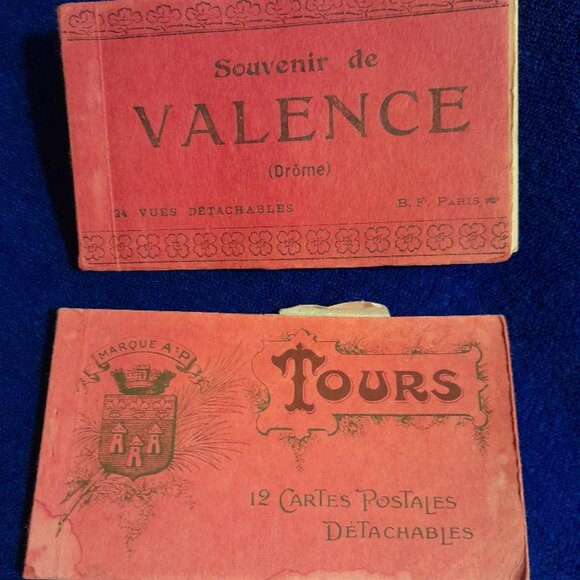 Souvenir de
VALENCE
(Drôme)
24 VUES DÉTACHABLES
B. F. PARIS
MARQUE A. P.
TOURS
12 CARTES POSTALES
DÉTACHABLES